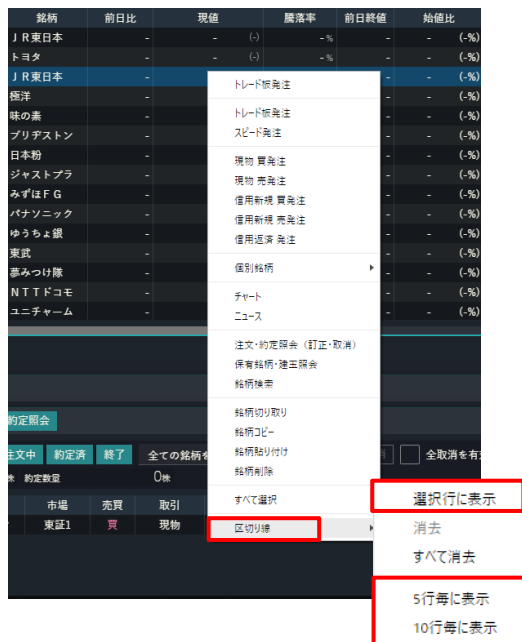 銘柄 前日比 現値 騰落率 前日終値 始値比
ＪＲ東日本 - - (-) -% - - (-%)
トヨタ - - (-) -% - - (-%)
ＪＲ東日本 - - (-%)
極洋 - - - (-%)
味の素 - - - (-%)
ブリヂストン - - - (-%)
日本粉 - - - (-%)
ジャストプラ - - - (-%)
みずほＦＧ - - - (-%)
パナソニック - - - (-%)
ゆうちょ銀 - - - (-%)
東武 - - - (-%)
夢みつけ隊 - - - (-%)
ＮＴＴドコモ - - - (-%)
ユニチャーム - - - (-%)
トレード板発注
トレード板発注
スピード発注
現物 買発注
現物 売発注
信用新規 買発注
信用新規 売発注
信用返済 発注
個別銘柄
チャート
ニュース
注文・約定照会（訂正・取消）
保有銘柄・建玉照会
銘柄検索
銘柄切り取り
銘柄コピー
銘柄貼り付け
銘柄削除
すべて選択
区切り線
選択行に表示
消去
すべて消去
5行毎に表示
10行毎に表示
約定照会
注文中 約定済 終了 全ての銘柄を 全取消を有
株 約定数量 0株
市場 売買 取引
東証1 買 現物